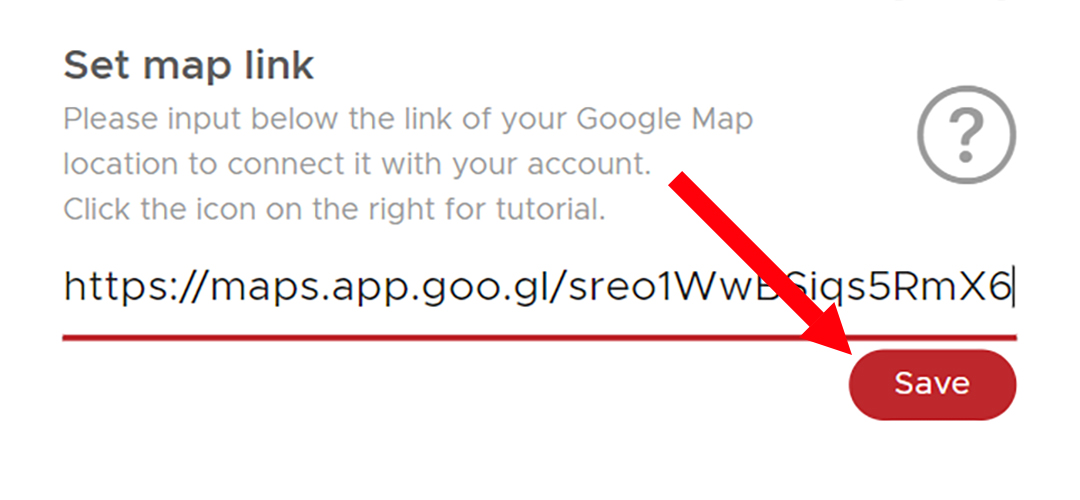 Set map link
Please input below the link of your Google Map
location to connect it with your account.
Click the icon on the right for tutorial.
?
https://maps.app.goo.gl/sreo1WwBSiqs5RmX6
Save